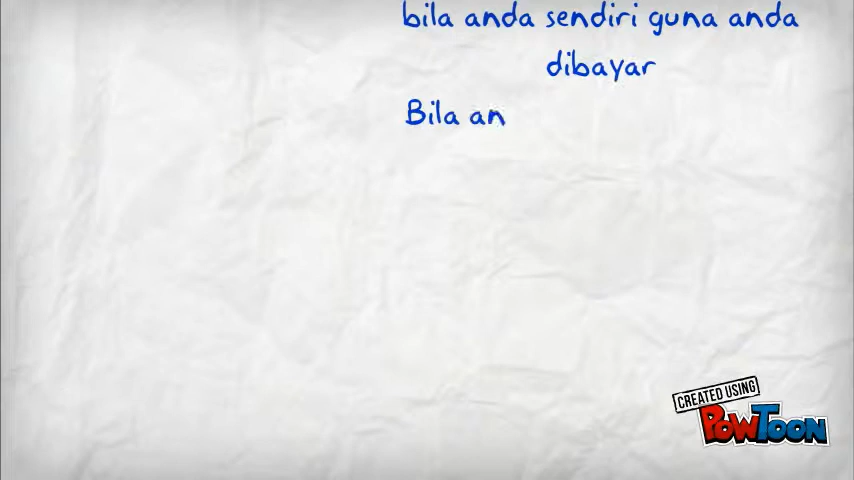 bila anda sendiri guna anda
dibayar
Bila an
CREATED USING
POWTOON